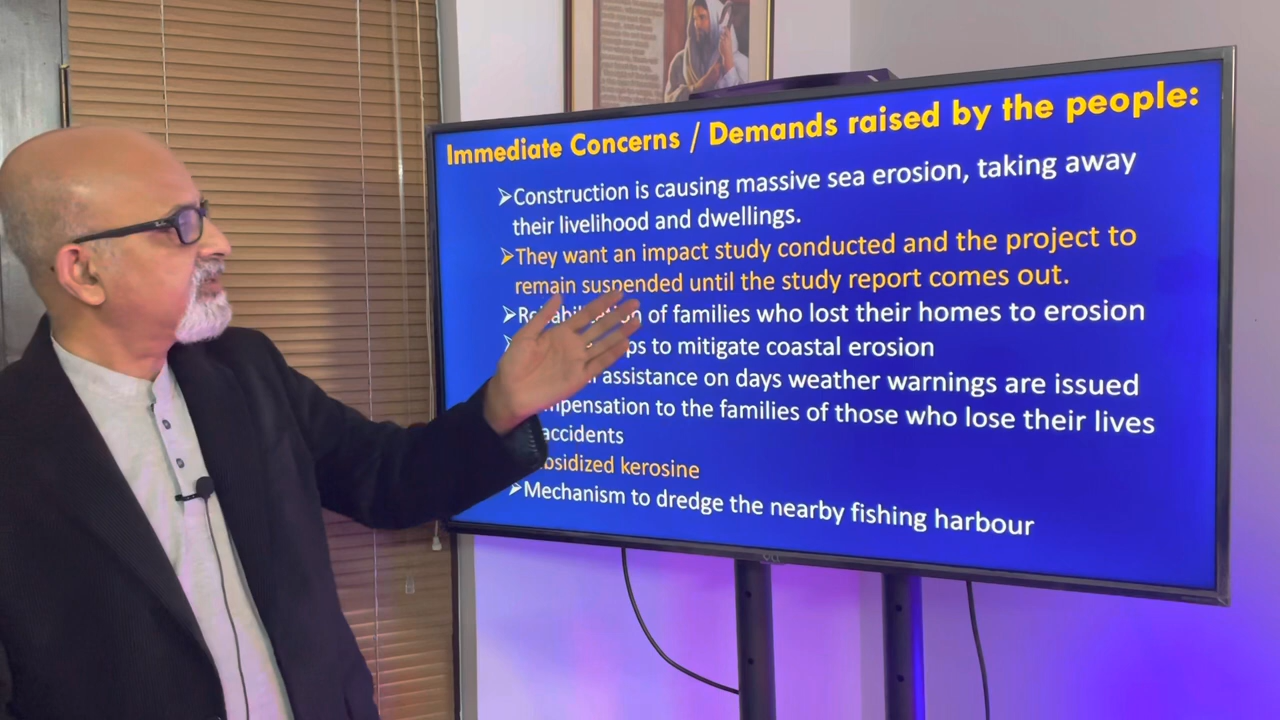 Immediate Concerns / Demands raised by the people:
➢Construction is causing massive sea erosion, taking away
their livelihood and dwellings.
➢They want an impact study conducted and the project to
remain suspended until the study report comes out.
➢Rehabilitation of families who lost their homes to erosion
to mitigate coastal erosion
assistance on days weather warnings are issued
to the families of those who lose their lives
accidents
kerosine
➢Mechanism to dredge the nearby fishing harbour